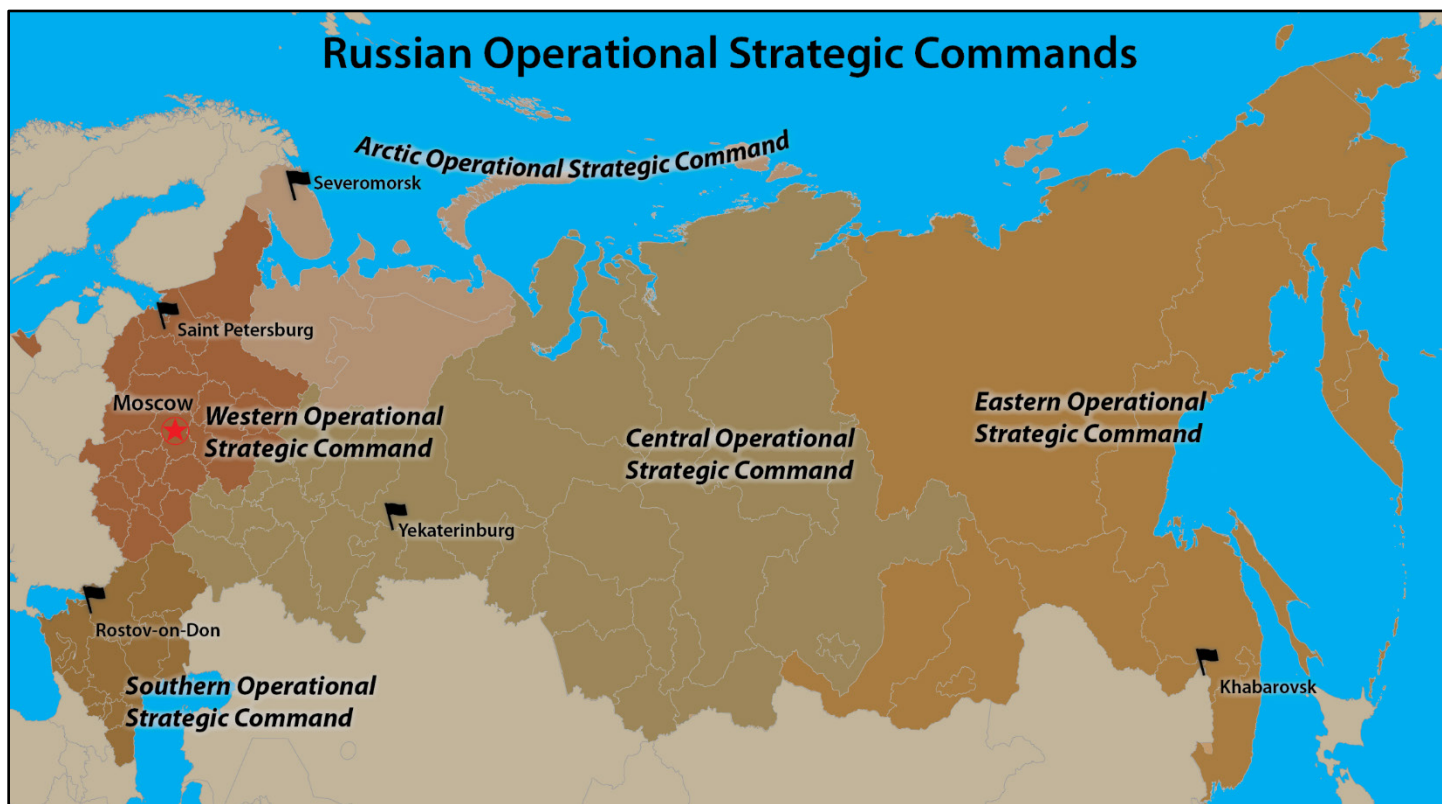 Russian Operational Strategic Commands
Arctic Operational Strategic Command
Severomorsk
Saint Petersburg
Moscow
Western Operational
Strategic Command
Eastern Operational
Strategic Command
Central Operational
Strategic Command
Yekaterinburg
Rostov-on-Don
Southern Operational
Strategic Command
Khabarovsk